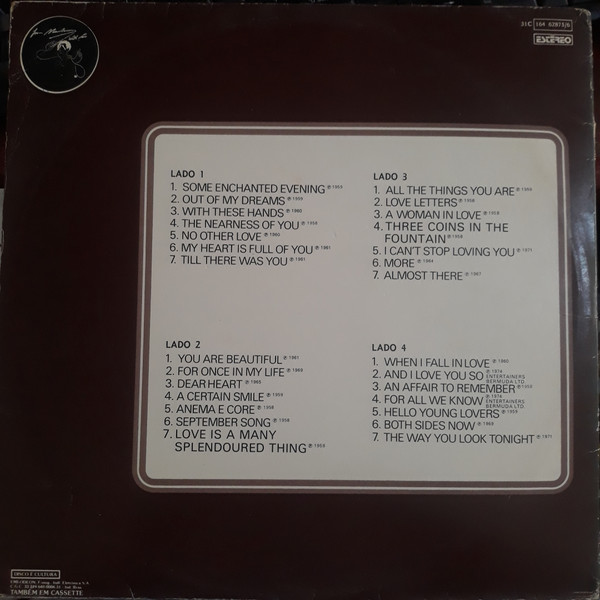 31C 164 62873/6
ESTÉREO
LADO 1
1. SOME ENCHANTED EVENING ℗ 1959
2. OUT OF MY DREAMS ℗ 1959
3. WITH THESE HANDS ℗ 1960
4. THE NEARNESS OF YOU ℗ 1958
5. NO OTHER LOVE ℗ 1960
6. MY HEART IS FULL OF YOU ℗ 1961
7. TILL THERE WAS YOU ℗ 1961
LADO 2
1. YOU ARE BEAUTIFUL ℗ 1961
2. FOR ONCE IN MY LIFE ℗ 1969
3. DEAR HEART ℗
4. A CERTAIN SMILE ℗ 1959
5. ANEMA E CORE ℗ 1958
6. SEPTEMBER SONG ℗ 1958
7. LOVE IS A MANY
SPLENDOURED THING ℗ 1959
LADO 3
1. ALL THE THINGS YOU ARE ℗
2. LOVE LETTERS ℗
3. A WOMAN IN LOVE ℗ 1958
4. THREE COINS IN THE
FOUNTAIN ℗ 1958
5. I CAN'T STOP LOVING YOU ℗
6. MORE ℗ 1964
7. ALMOST THERE ℗ 1967
LADO 4
1. WHEN I FALL IN LOVE ℗ 1960
2. AND I LOVE YOU SO ℗ 1974 ENTERTAINERS BERMUDA LTD.
3. AN AFFAIR TO REMEMBER ℗
4. FOR ALL WE KNOW ℗ 1974 ENTERTAINERS BERMUDA LTD.
5. HELLO YOUNG LOVERS ℗ 1959
6. BOTH SIDES NOW ℗ 1969
7. THE WAY YOU LOOK TONIGHT ℗ 1971
DISCO É CULTURA
TAMBÉM EM CASSETTE